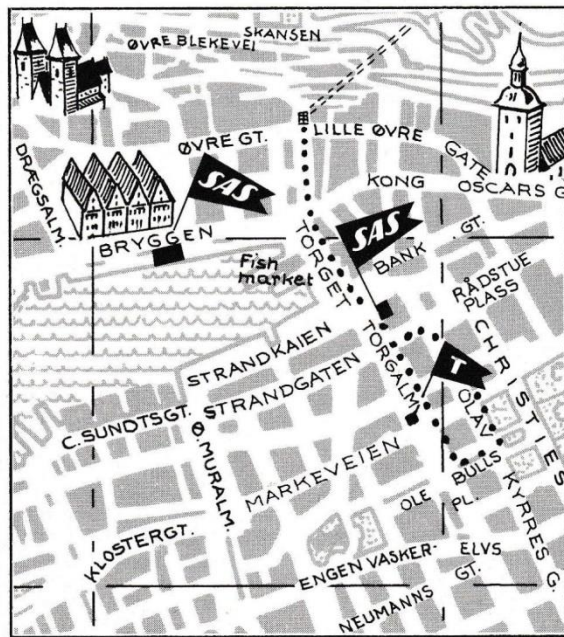 SKANSEN
ØVRE BLEKEVEI
DRÆGSALM.
ØVRE GT.
LILLE ØVRE GATE
SAS
KONG OSCARS G.
BRYGGEN
Fish market
TORGET
SAS
BANK GT.
RÅDSTUE PLASS
STRANDKAIEN
TORGALM.
CHRISTIES
C. SUNDTSGT.
STRANDGATEN
T
OLAV KYRRES G.
Ø. MURALM.
MARKEVEIEN
OLE BULLS PL.
KLOSTERGT.
ENGEN
VASKER-ELVS GT.
NEUMANNS